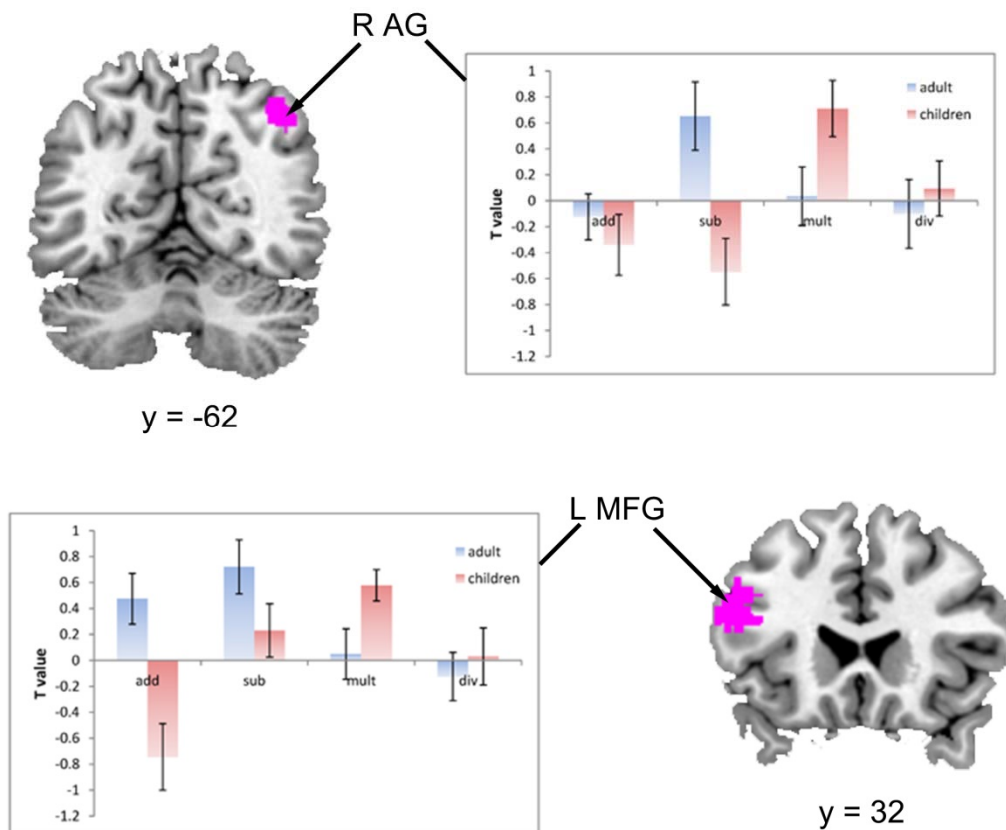 R AG
1
0.8
0.6
0.4
0.2
0
-0.2
-0.4
-0.6
-0.8
-1
-1.2
T value
adult
children
add
sub
mult
div
y = -62
L MFG
1
0.8
0.6
0.4
0.2
0
-0.2
-0.4
-0.6
-0.8
-1
-1.2
T value
adult
children
add
sub
mult
div
y = 32